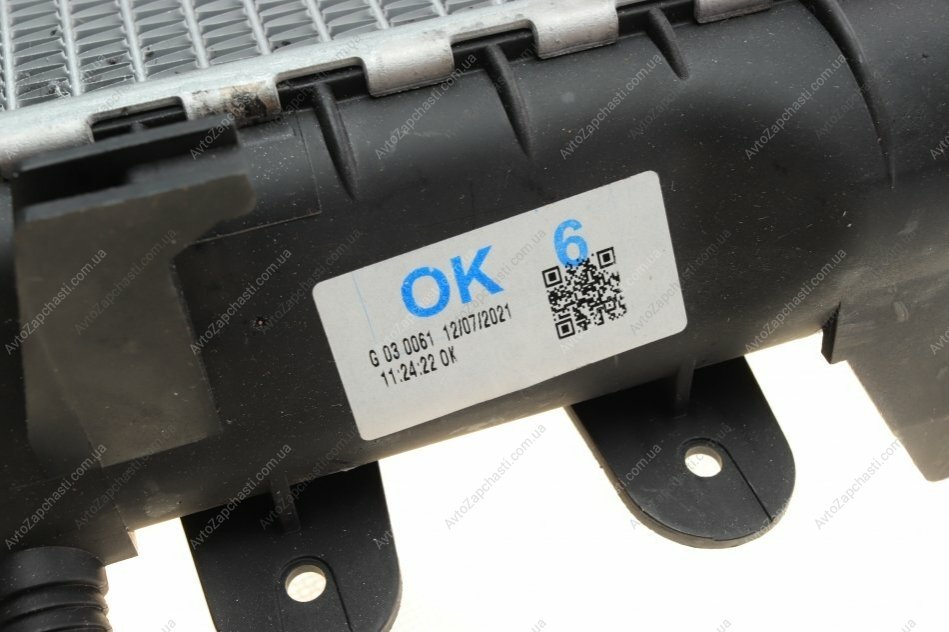 OK 6
G 03 0061 12/07/2021
11:24:22 OK
AvtoZapchasti.com.ua